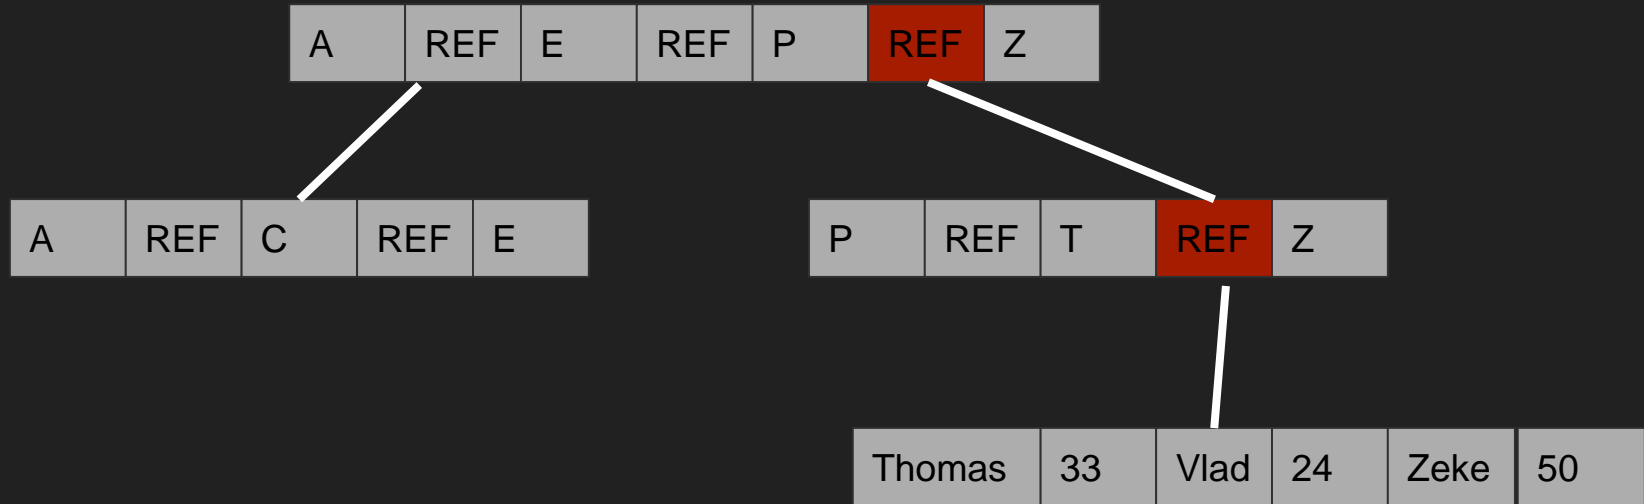 A REF E REF P REF Z
A REF C REF E
P REF T REF Z
Thomas 33 Vlad 24 Zeke 50